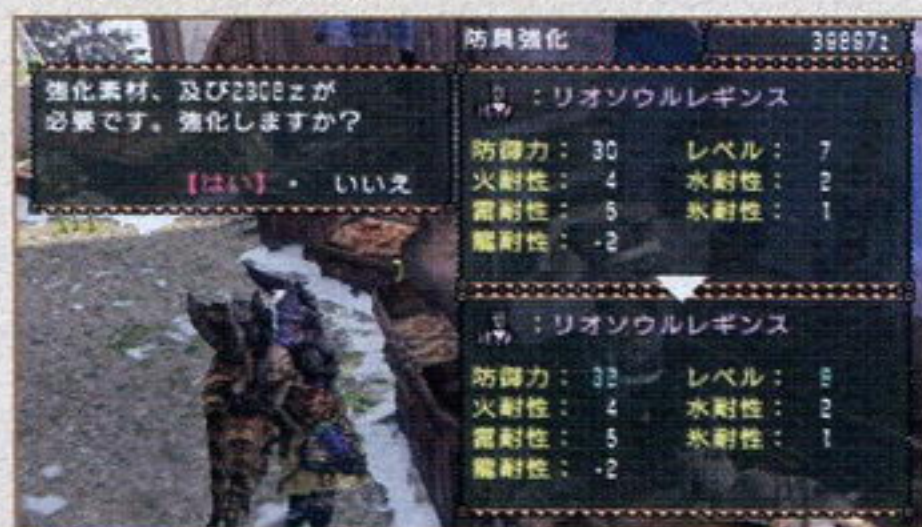 防具強化
39897z
強化素材、及び2808zが
必要です。強化しますか?
【はい】・ いいえ
:リオソウルレギンス
防御力: 30 レベル: 7
火耐性: 4 水耐性: 2
雷耐性: 5 氷耐性: 1
龍耐性: -2
:リオソウルレギンス
防御力: レベル:
火耐性: 4 水耐性: 2
雷耐性: 5 氷耐性: 1
龍耐性: -2